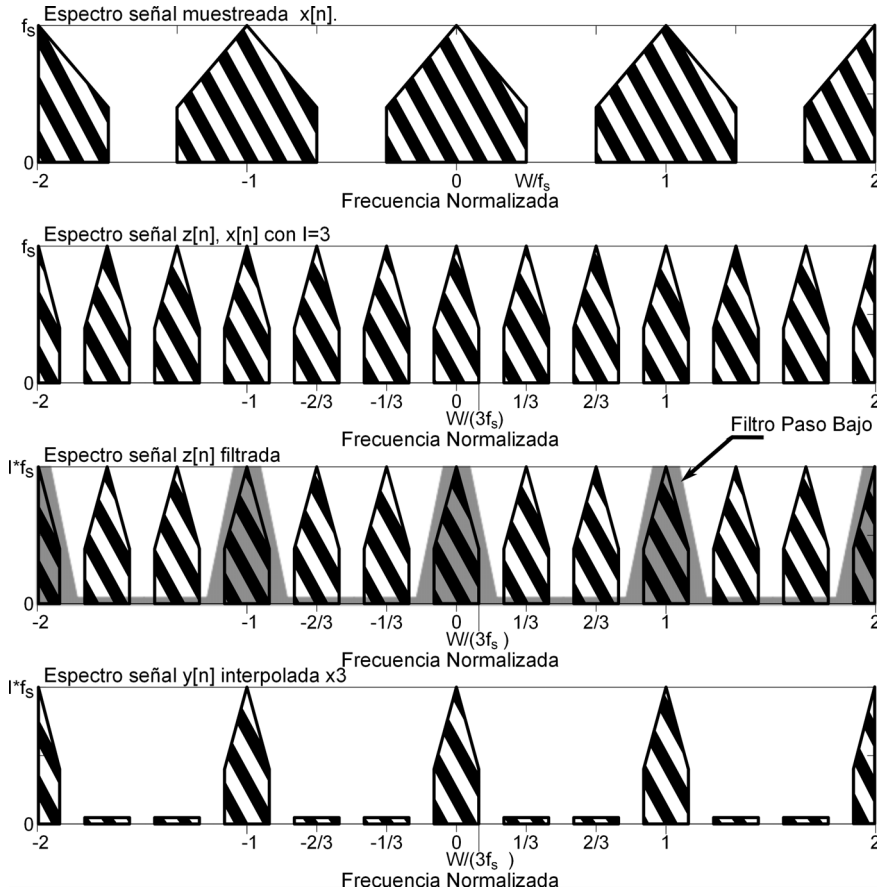 Espectro señal muestreada x[n].
fs
0
-2 -1 0 W/fs 1 2
Frecuencia Normalizada
Espectro señal z[n], x[n] con I=3
fs
0
-2 -1 -2/3 -1/3 0 1/3 2/3 1 2
W/(3fs)
Frecuencia Normalizada
Filtro Paso Bajo
Espectro señal z[n] filtrada
I*fs
0
-2 -1 -2/3 -1/3 0 1/3 2/3 1 2
W/(3fs )
Frecuencia Normalizada
Espectro señal y[n] interpolada x3
I*fs
0
-2 -1 -2/3 -1/3 0 1/3 2/3 1 2
W/(3fs )
Frecuencia Normalizada